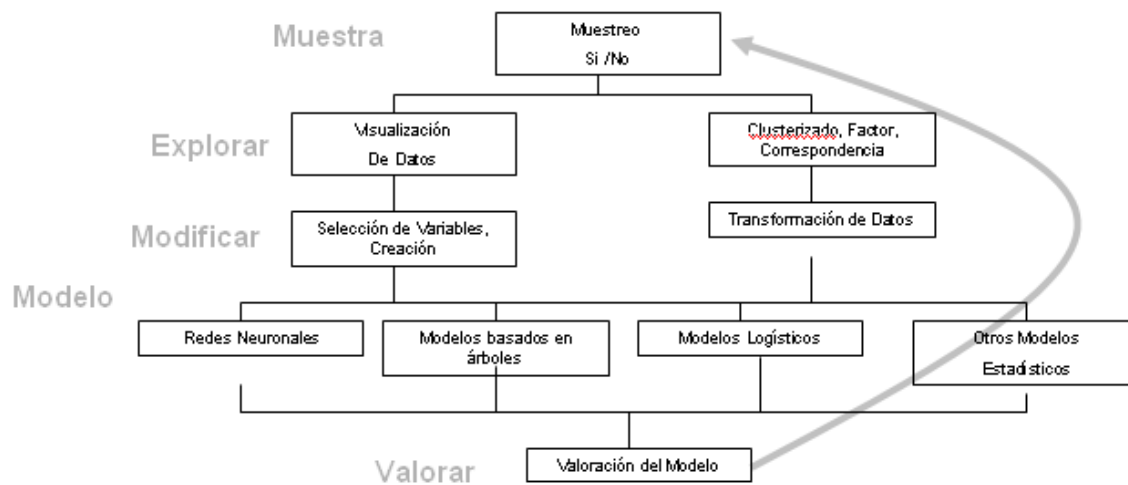 Muestra
Muestreo
Si /No
Explorar
Visualización
De Datos
Clusterizado, Factor,
Correspondencia
Modificar
Selección de Variables,
Creación
Transformación de Datos
Modelo
Redes Neuronales
Modelos basados en
árboles
Modelos Logísticos
Otros Modelos
Estadísticos
Valorar
Valoración del Modelo